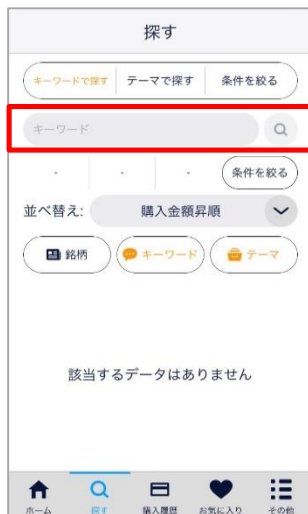 探す
キーワードで探す テーマで探す 条件を絞る
キーワード
- - - 条件を絞る
並べ替え: 購入金額昇順
銘柄 キーワード テーマ
該当するデータはありません
ホーム 探す 購入履歴 お気に入り その他